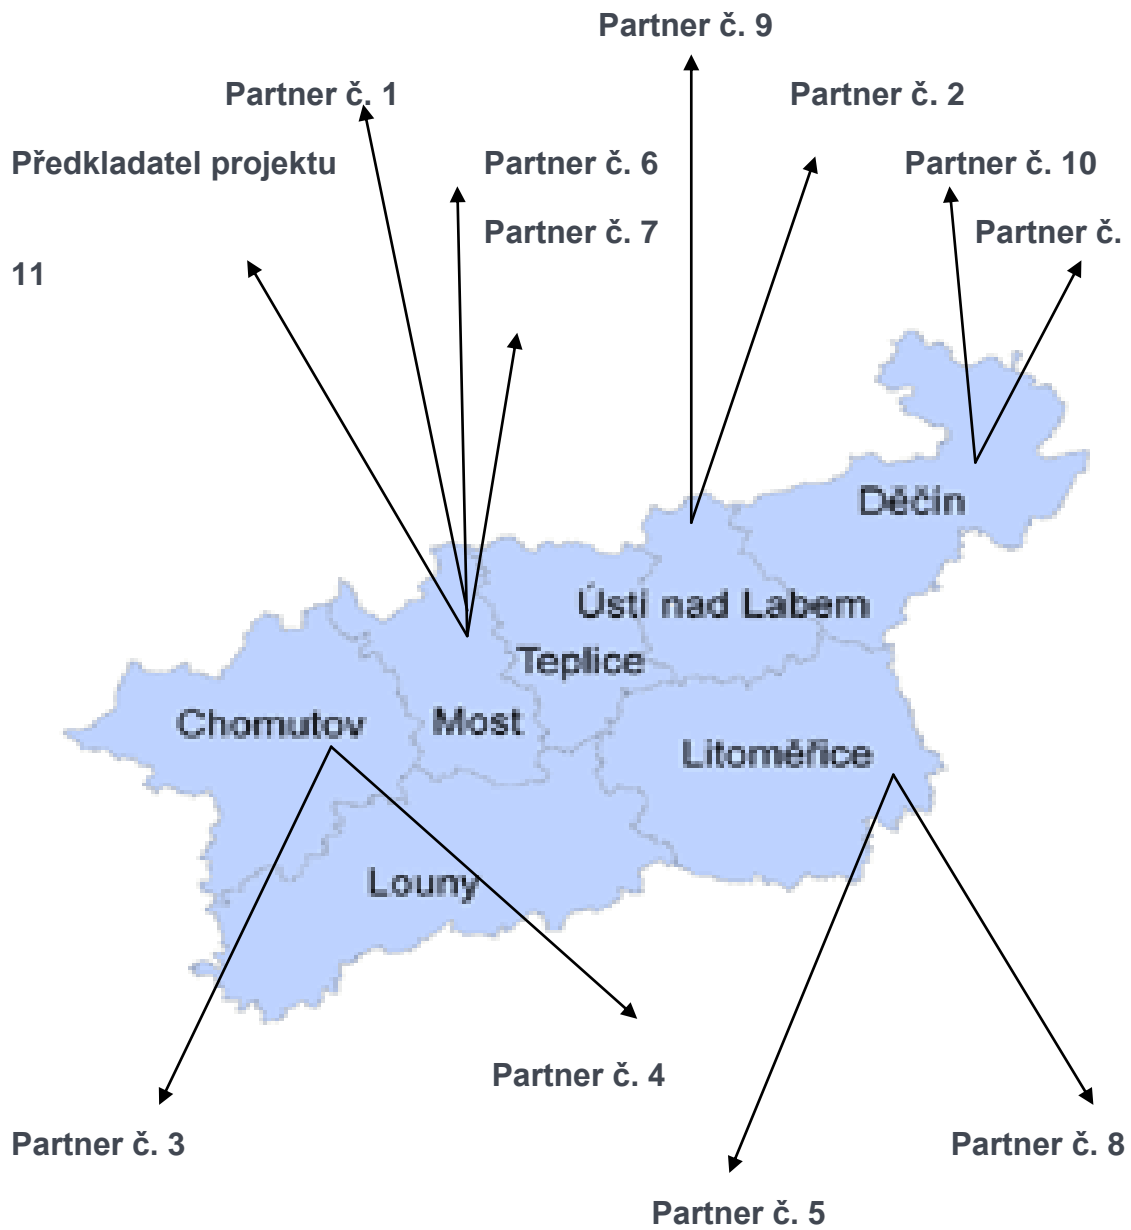 Partner č. 9
Partner č. 1 Partner č. 2
Předkladatel projektu Partner č. 6 Partner č. 10
Partner č. 7 Partner č.
11
Děčín
Ústí nad Labem
Teplice
Chomutov Most
Litoměřice
Louny
Partner č. 4
Partner č. 3 Partner č. 8
Partner č. 5